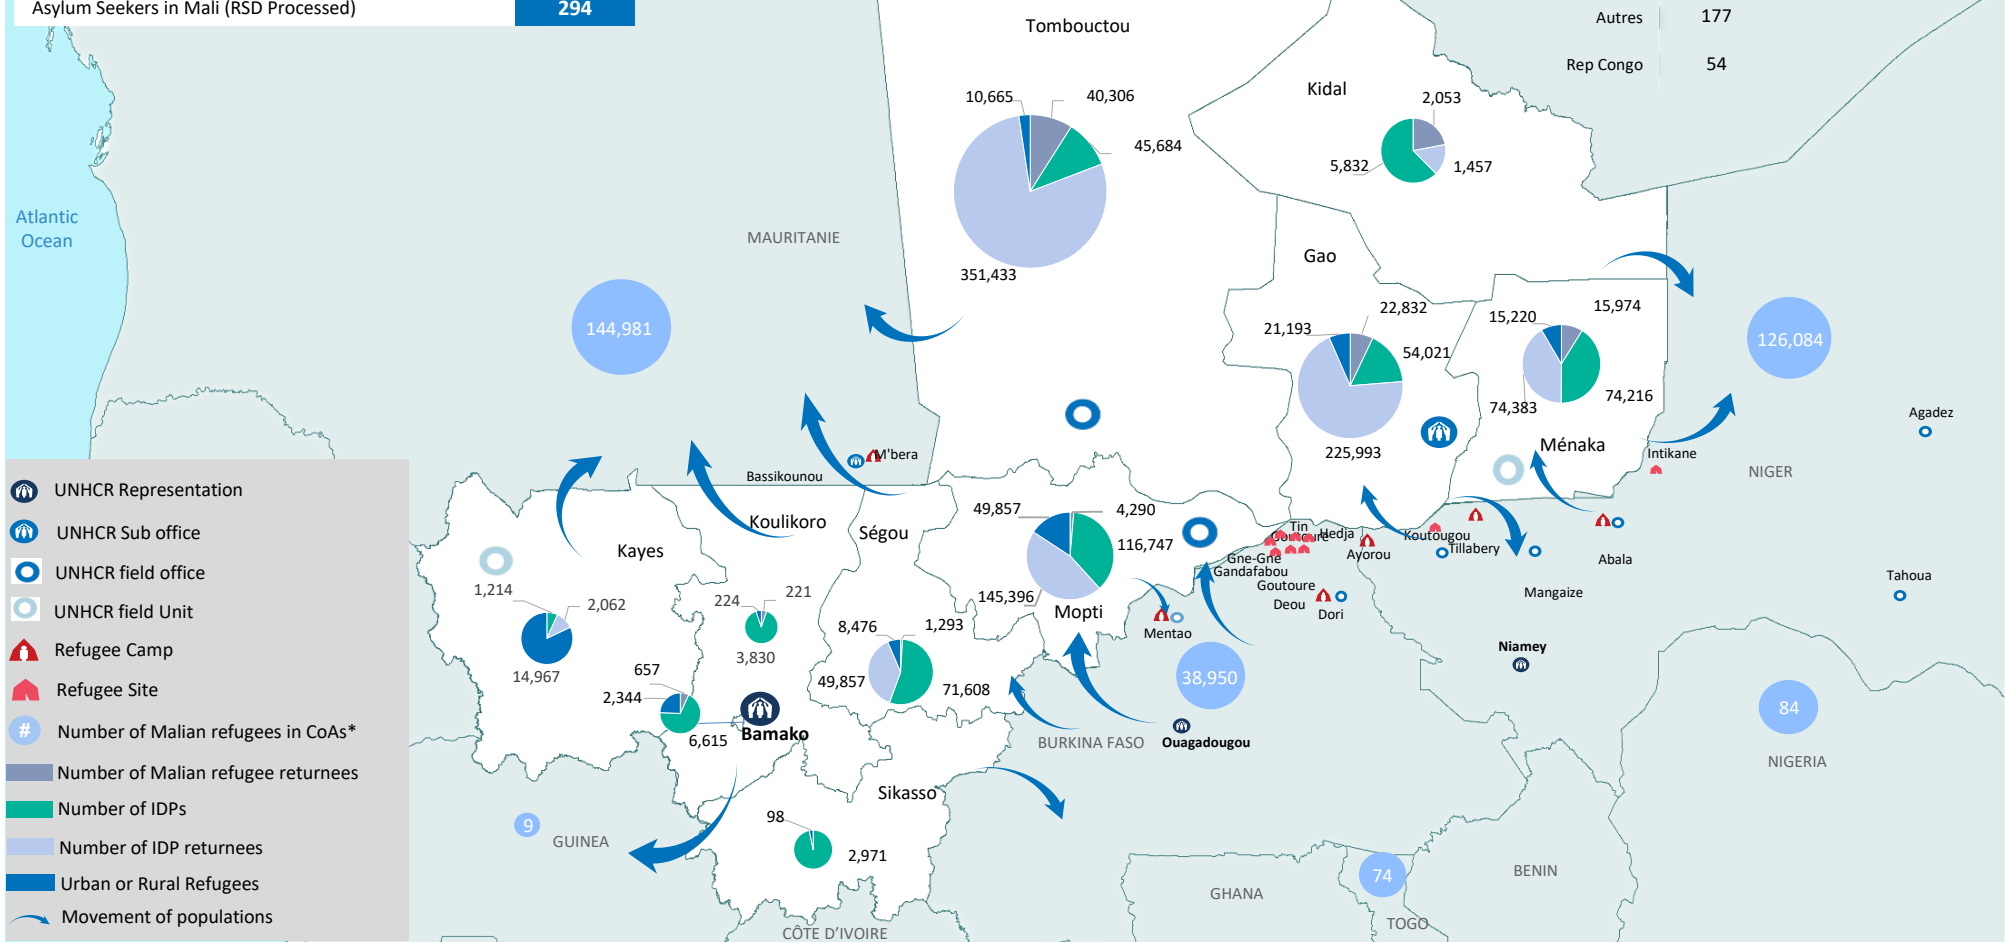 Asylum Seekers in Mali (RSD Processed) 294
Autres 177
Rep Congo 54
Tombouctou
10,665
40,306
45,684
351,433
Kidal
2,053
5,832
1,457
Atlantic
Ocean
MAURITANIE
144,981
Gao
22,832
21,193
54,021
225,993
15,974
15,220
74,383
74,216
Ménaka
126,084
Agadez
Intikane
NIGER
M'bera
Bassikounou
Koulikoro
Ségou
Kayes
1,214
2,062
14,967
224
221
3,830
657
2,344
6,615
Bamako
8,476
1,293
49,857
71,608
49,857
4,290
116,747
145,396
Mopti
Tin
Goutoure
Hedja
Gne-Gne
Gandafabou
Goutoure
Deou
Dori
Ayorou
Koutougou
Tillabery
Mangaize
Abala
Tahoua
Mentao
38,950
Niamey
BURKINA FASO
Ouagadougou
84
NIGERIA
Sikasso
98
2,971
9
GUINEA
74
GHANA
TOGO
BENIN
CÔTE D'IVOIRE
UNHCR Representation
UNHCR Sub office
UNHCR field office
UNHCR field Unit
Refugee Camp
Refugee Site
# Number of Malian refugees in CoAs*
Number of Malian refugee returnees
Number of IDPs
Number of IDP returnees
Urban or Rural Refugees
Movement of populations